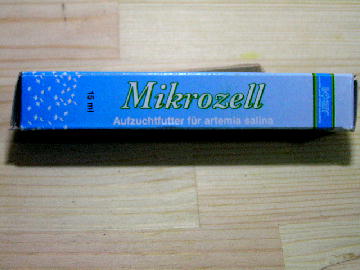 15 ml
Mikrozell
Aufzuchtfutter für artemia salina